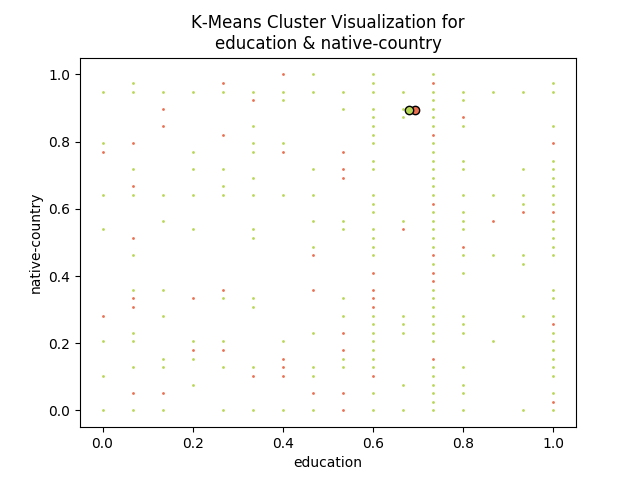 K-Means Cluster Visualization for
education & native-country
1.0
0.8
0.6
0.4
0.2
0.0
native-country
0.0 0.2 0.4 0.6 0.8 1.0
education